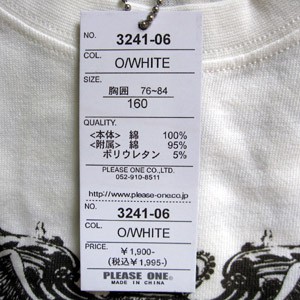 NO. 3241-06
COL. O/WHITE
SIZE.
胸囲 76~84
160
QUALITY.
<本体> 綿 100%
<附属> 綿 95%
ポリウレタン 5%
PLEASE ONE CO.,LTD.
052-910-8511
http://www.please-oneco.jp
NO. 3241-06
COL. O/WHITE
PRICE. ¥1,900-
(税込¥1,995-)
PLEASE ONE®
MADE IN CHINA